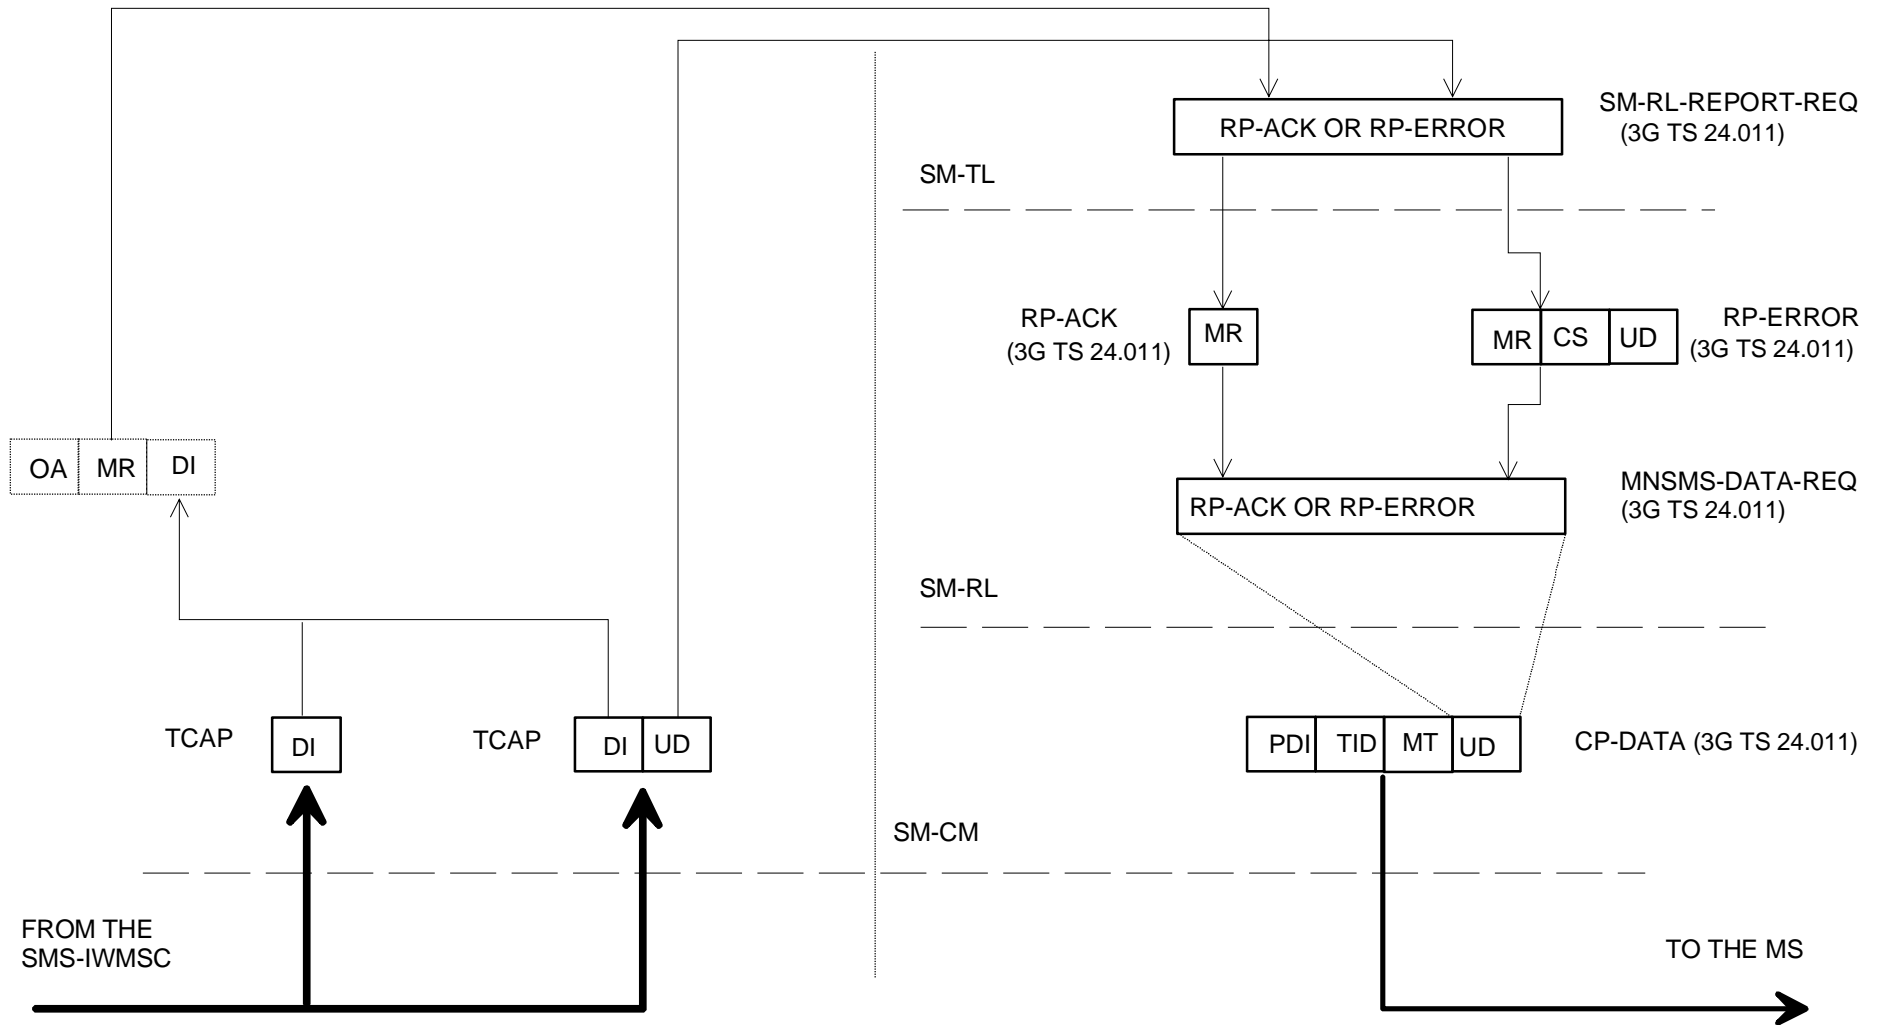 SM-RL-REPORT-REQ
(3G TS 24.011)
RP-ACK OR RP-ERROR
SM-TL
RP-ACK
(3G TS 24.011)
MR
MR CS UD
RP-ERROR
(3G TS 24.011)
OA MR DI
RP-ACK OR RP-ERROR
MNSMS-DATA-REQ
(3G TS 24.011)
SM-RL
TCAP
DI
TCAP
DI UD
PDI TID MT UD
CP-DATA (3G TS 24.011)
SM-CM
FROM THE
SMS-IWMSC
TO THE MS